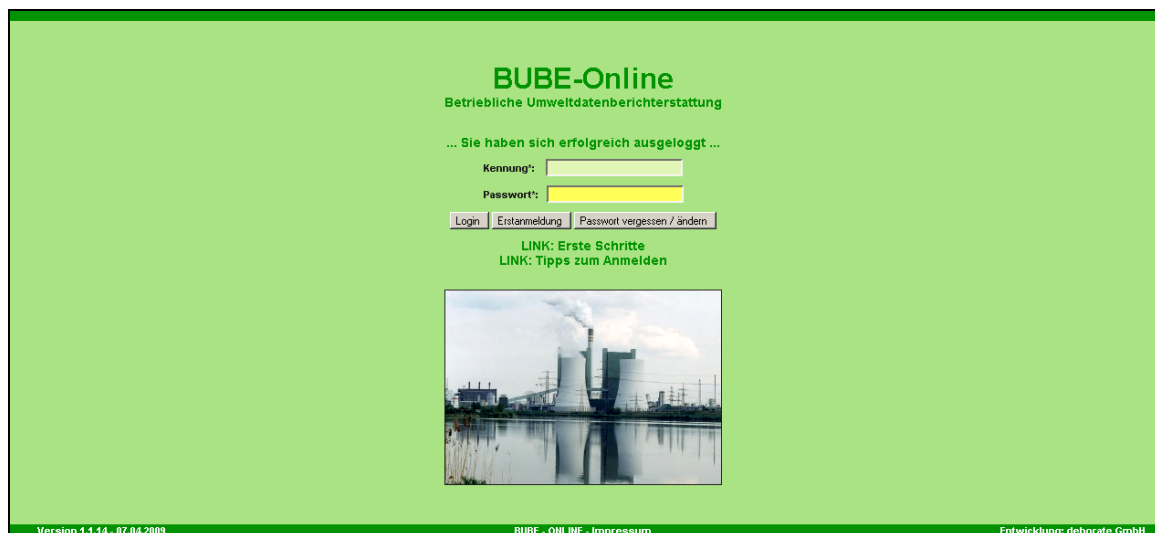 BUBE-Online
Betriebliche Umweltdatenberichterstattung
... Sie haben sich erfolgreich ausgeloggt ...
Kennung*:
Passwort*:
Login Erstanmeldung Passwort vergessen / ändern
LINK: Erste Schritte
LINK: Tipps zum Anmelden
Version 1.1.14 - 07.04.2009 BUBE - ONLINE - Impressum Entwicklung: deborate GmbH